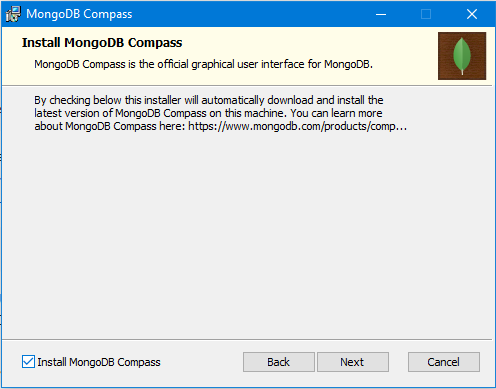 MongoDB Compass
Install MongoDB Compass
MongoDB Compass is the official graphical user interface for MongoDB.
By checking below this installer will automatically download and install the
latest version of MongoDB Compass on this machine. You can learn more
about MongoDB Compass here: https://www.mongodb.com/products/comp...
Install MongoDB Compass
Back
Next
Cancel